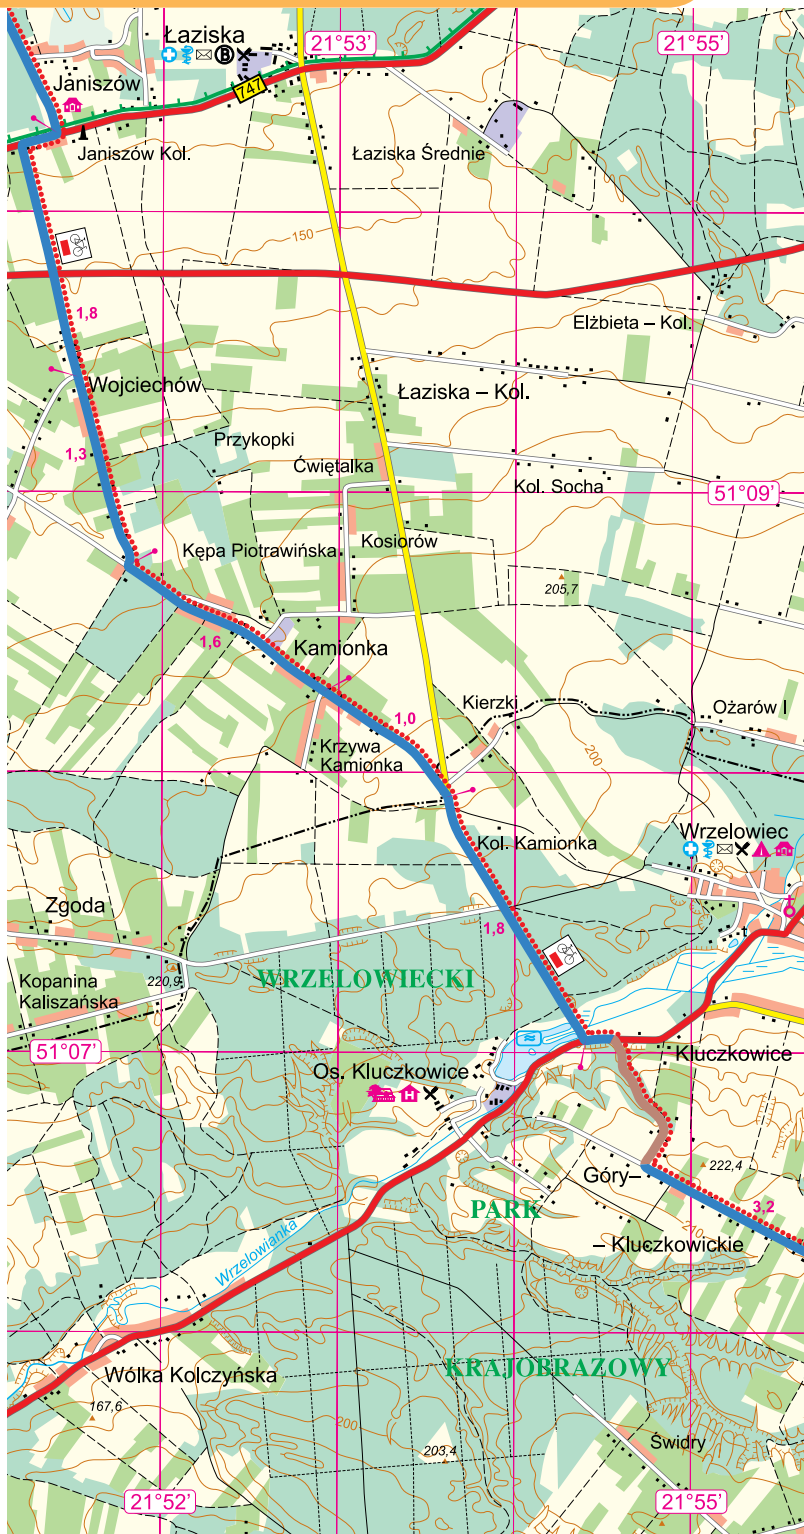 Łaziska
21°53'
21°55'
B
Janiszów
747
Janiszów Kol.
Łaziska Średnie
150
1,8
Elżbieta – Kol.
Wojciechów
Łaziska – Kol.
Przykopki
1,3
Ćwiętalka
Kol. Socha
51°09'
Kępa Piotrawińska
Kosiorów
205,7
1,6
Kamionka
Kierzki
Ożarów I
1,0
Krzywa
Kamionka
200
Wrzelowiec
Kol. Kamionka
Zgoda
1,8
Kopanina
Kaliszańska
220,9
WRZELOWIECKI
51°07'
Kluczkowice
Os. Kluczkowice
H
Góry–
222,4
PARK
3,2
210
– Kluczkowickie
Wrzelowianka
Wólka Kolczyńska
KRAJOBRAZOWY
167,6
200
203,4
Świdry
21°52'
21°55'